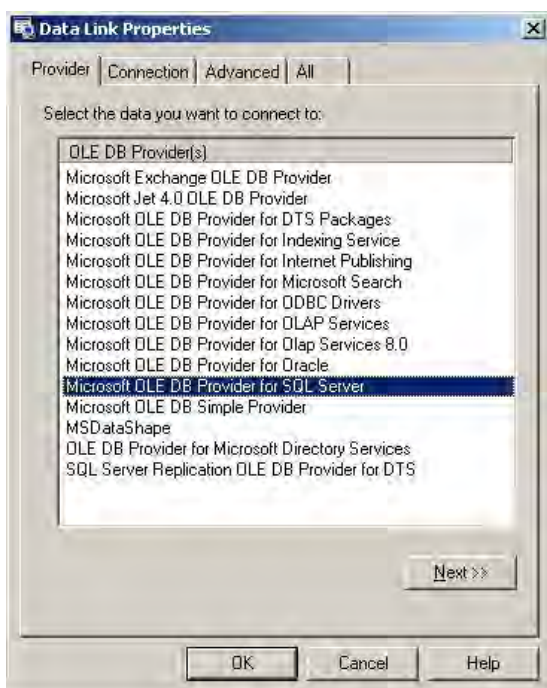 Data Link Properties
Provider Connection Advanced All
Select the data you want to connect to:
OLE DB Provider(s)
Microsoft Exchange OLE DB Provider
Microsoft Jet 4.0 OLE DB Provider
Microsoft OLE DB Provider for DTS Packages
Microsoft OLE DB Provider for Indexing Service
Microsoft OLE DB Provider for Internet Publishing
Microsoft OLE DB Provider for Microsoft Search
Microsoft OLE DB Provider for ODBC Drivers
Microsoft OLE DB Provider for OLAP Services
Microsoft OLE DB Provider for Olap Services 8.0
Microsoft OLE DB Provider for Oracle
Microsoft OLE DB Provider for SQL Server
Microsoft OLE DB Simple Provider
MSDataShape
OLE DB Provider for Microsoft Directory Services
SQL Server Replication OLE DB Provider for DTS
Next >>
OK Cancel Help